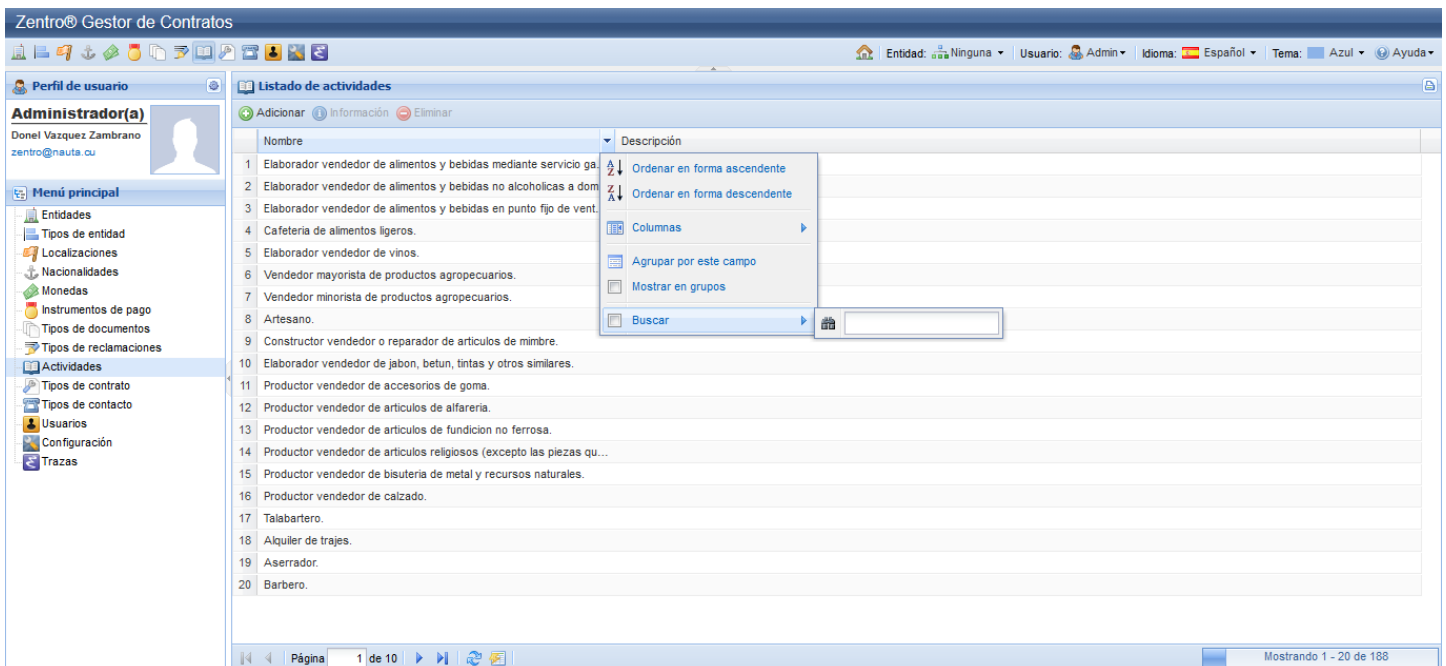 Zentro® Gestor de Contratos
Entidad: Ninguna Usuario: Admin Idioma: Español Tema: Azul Ayuda
Perfil de usuario
Administrador(a)
Donel Vazquez Zambrano
zentro@nauta.cu
Menú principal
Entidades
Tipos de entidad
Localizaciones
Nacionalidades
Monedas
Instrumentos de pago
Tipos de documentos
Tipos de reclamaciones
Actividades
Tipos de contrato
Tipos de contacto
Usuarios
Configuración
Trazas
Listado de actividades
Adicionar Información Eliminar
Nombre Descripción
1 Elaborador vendedor de alimentos y bebidas mediante servicio ga...
2 Elaborador vendedor de alimentos y bebidas no alcoholicas a dom
3 Elaborador vendedor de alimentos y bebidas en punto fijo de vent...
4 Cafeteria de alimentos ligeros.
5 Elaborador vendedor de vinos.
6 Vendedor mayorista de productos agropecuarios.
7 Vendedor minorista de productos agropecuarios.
8 Artesano.
9 Constructor vendedor o reparador de articulos de mimbre.
10 Elaborador vendedor de jabon, betun, tintas y otros similares.
11 Productor vendedor de accesorios de goma.
12 Productor vendedor de articulos de alfareria.
13 Productor vendedor de articulos de fundicion no ferrosa.
14 Productor vendedor de articulos religiosos (excepto las piezas qu...
15 Productor vendedor de bisuteria de metal y recursos naturales.
16 Productor vendedor de calzado.
17 Talabartero.
18 Alquiler de trajes.
19 Aserrador.
20 Barbero.
Ordenar en forma ascendente
Ordenar en forma descendente
Columnas
Agrupar por este campo
Mostrar en grupos
Buscar
Página 1 de 10
Mostrando 1 - 20 de 188